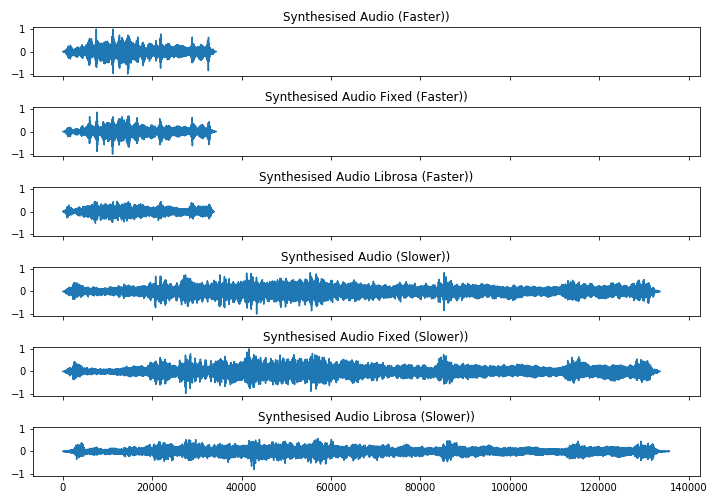 Synthesised Audio (Faster))
1
0
−1
Synthesised Audio Fixed (Faster))
1
0
−1
Synthesised Audio Librosa (Faster))
1
0
−1
Synthesised Audio (Slower))
1
0
−1
Synthesised Audio Fixed (Slower))
1
0
−1
Synthesised Audio Librosa (Slower))
1
0
−1
0 20000 40000 60000 80000 100000 120000 140000